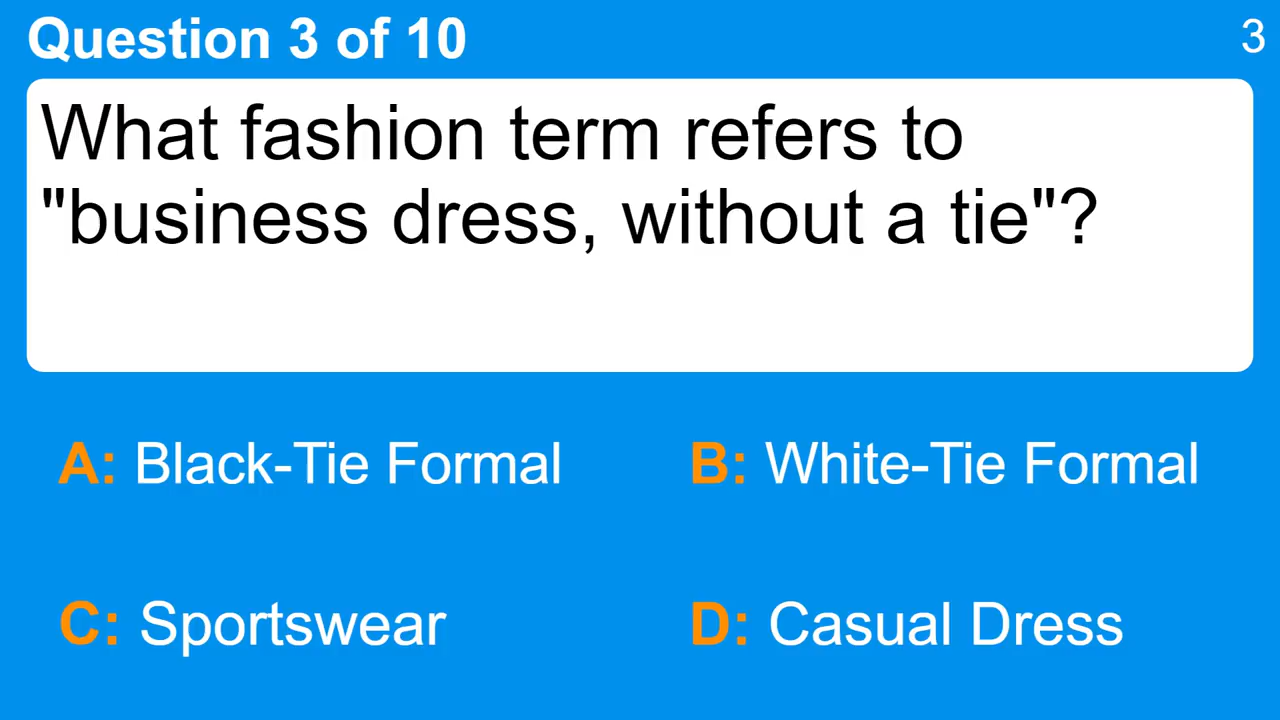 Question 3 of 10
3
What fashion term refers to
"business dress, without a tie"?
A: Black-Tie Formal
B: White-Tie Formal
C: Sportswear
D: Casual Dress